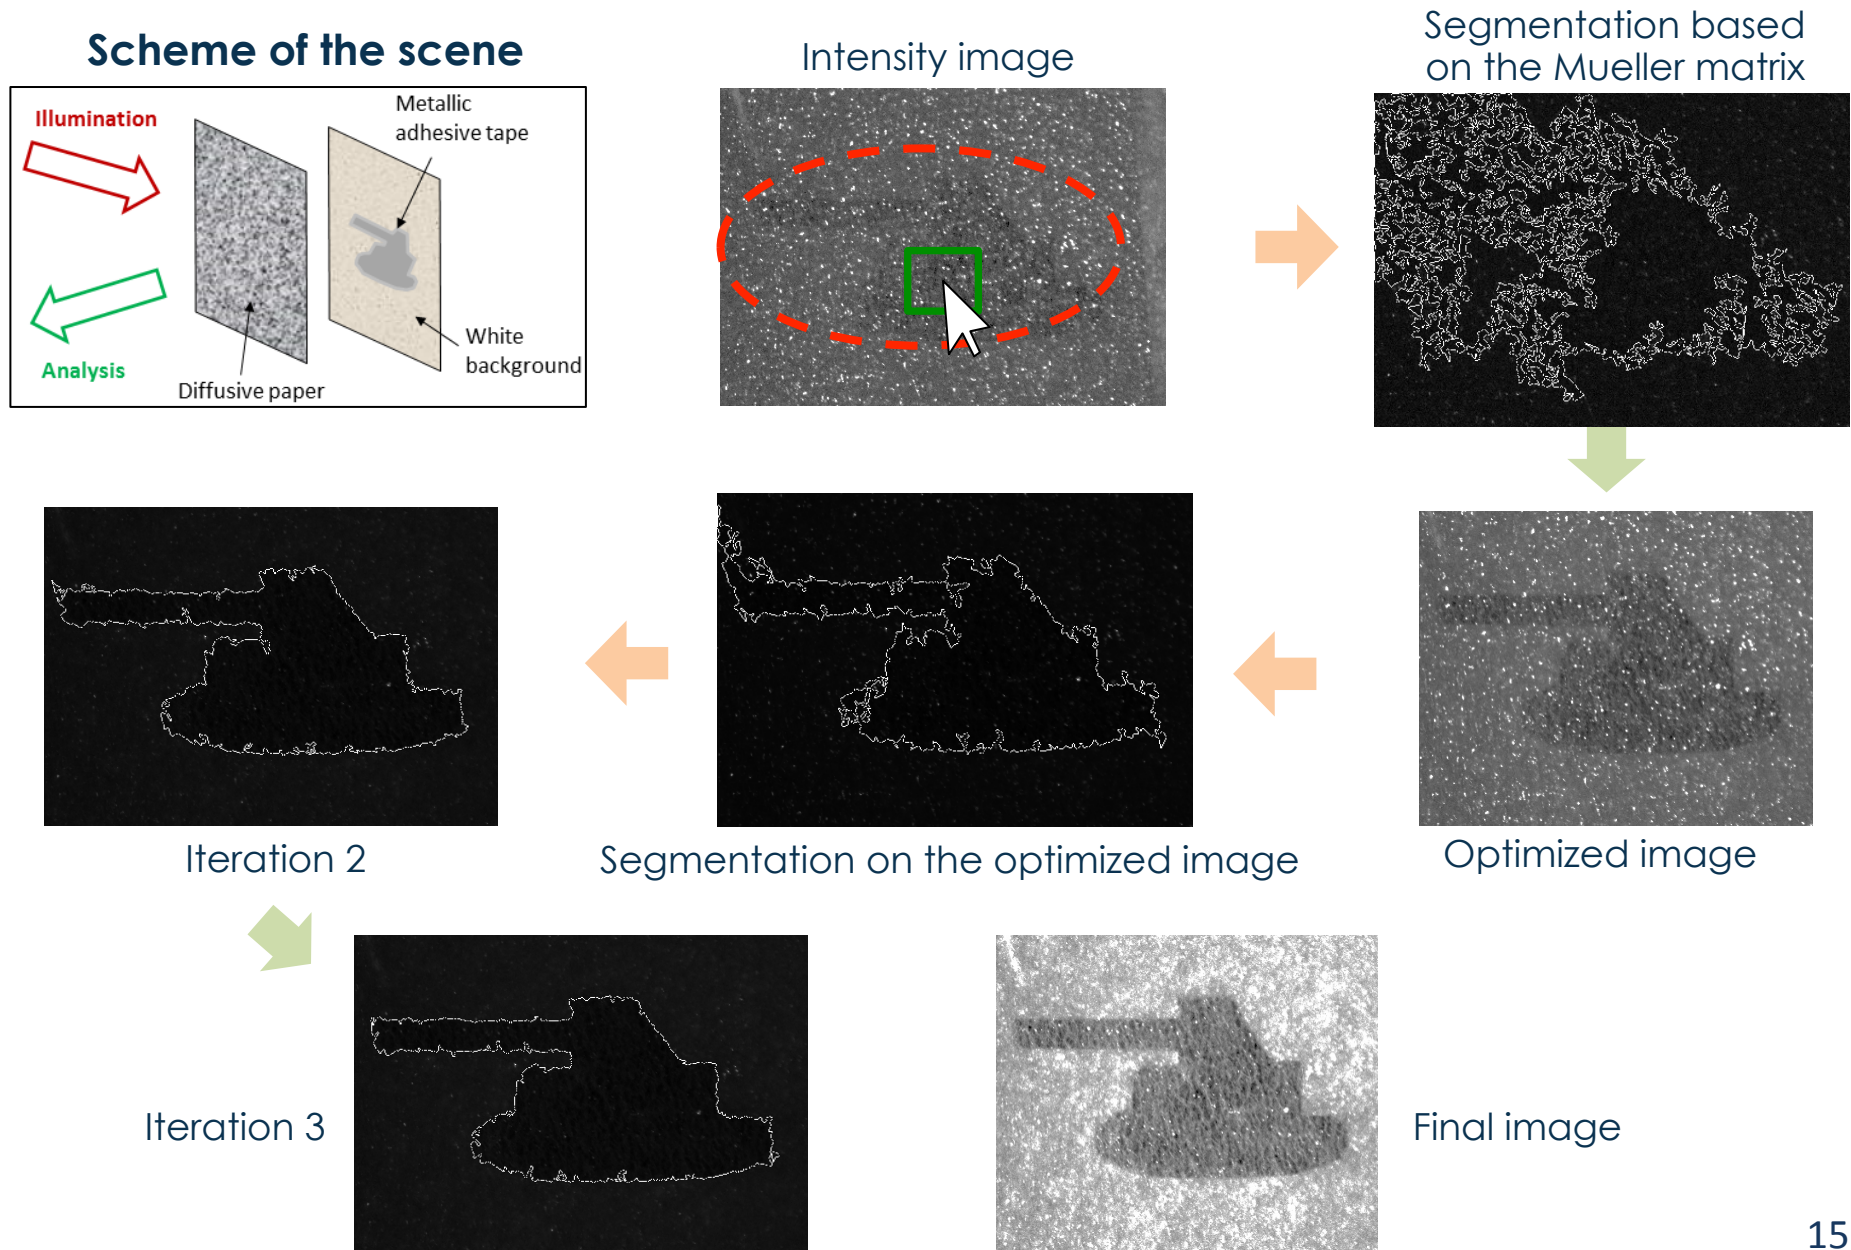 Scheme of the scene
Illumination
Metallic
adhesive tape
Analysis
Diffusive paper
White
background
Intensity image
Segmentation based
on the Mueller matrix
Iteration 2
Segmentation on the optimized image
Optimized image
Iteration 3
Final image
15